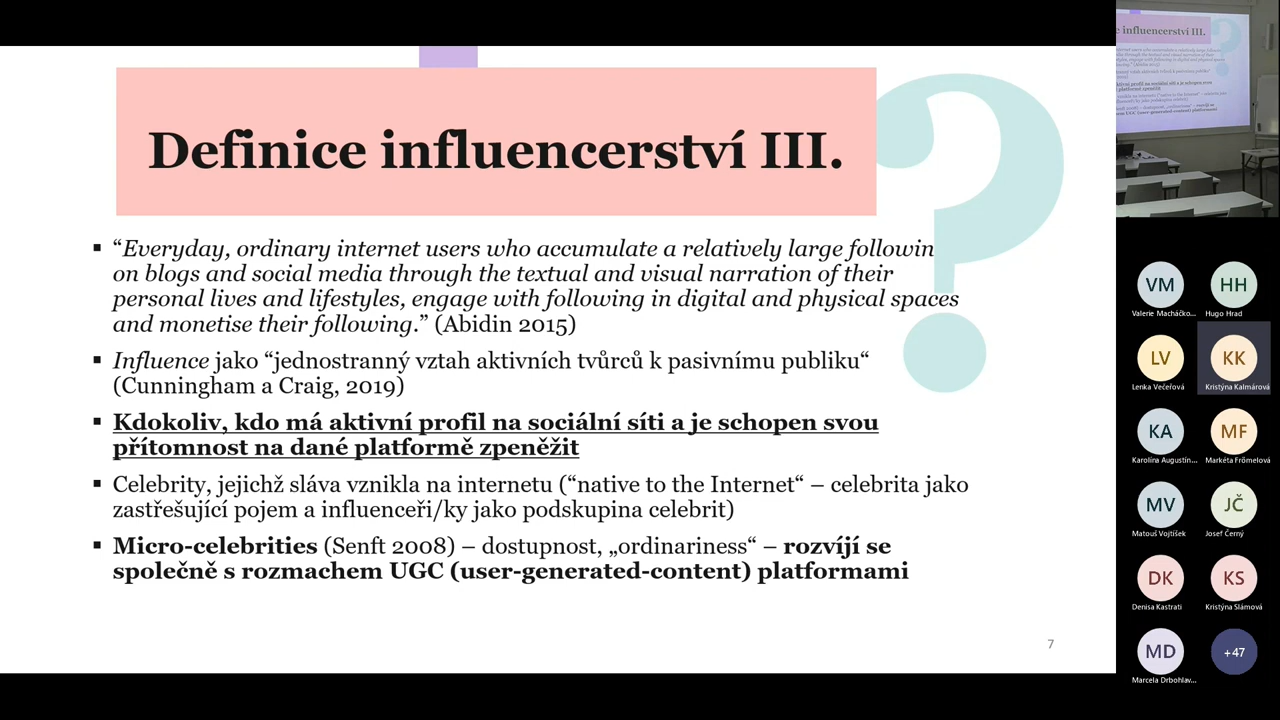 Definice influencerství III.
▪ “Everyday, ordinary internet users who accumulate a relatively large followin
on blogs and social media through the textual and visual narration of their
personal lives and lifestyles, engage with following in digital and physical spaces
and monetise their following.” (Abidin 2015)
▪ Influence jako “jednostranný vztah aktivních tvůrců k pasivnímu publiku“
(Cunningham a Craig, 2019)
▪ Kdokoliv, kdo má aktivní profil na sociální síti a je schopen svou
přítomnost na dané platformě zpeněžit
▪ Celebrity, jejichž sláva vznikla na internetu (“native to the Internet“ – celebrita jako
zastřešující pojem a influenceři/ky jako podskupina celebrit)
▪ Micro-celebrities (Senft 2008) – dostupnost, „ordinariness“ – rozvíjí se
společně s rozmachem UGC (user-generated-content) platformami
7
?
influencerství III.
VM
Valerie Macháčko...
HH
Hugo Hrad
LV
Lenka Večeřová
KK
Kristýna Kalmárová
KA
Karolína Augustin...
MF
Markéta Frömelová
MV
Matouš Vojtíšek
JČ
Josef Černý
DK
Denisa Kastrati
KS
Kristýna Slámová
MD
Marcela Drbohlav...
+47